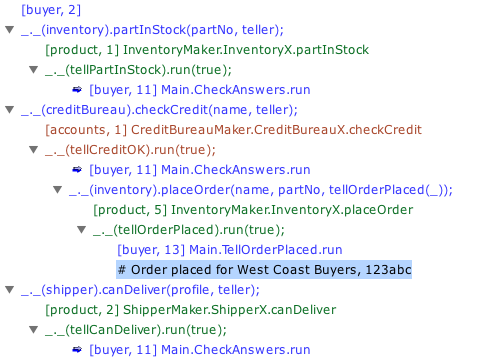 [buyer, 2]
_._(inventory).partInStock(partNo, teller);
[product, 1] InventoryMaker.InventoryX.partInStock
_._(tellPartInStock).run(true);
[buyer, 11] Main.CheckAnswers.run
_._(creditBureau).checkCredit(name, teller);
[accounts, 1] CreditBureauMaker.CreditBureauX.checkCredit
_._(tellCreditOK).run(true);
[buyer, 11] Main.CheckAnswers.run
_._(inventory).placeOrder(name, partNo, tellOrderPlaced(_));
[product, 5] InventoryMaker.InventoryX.placeOrder
_._(tellOrderPlaced).run(true);
[buyer, 13] Main.TellOrderPlaced.run
# Order placed for West Coast Buyers, 123abc
_._(shipper).canDeliver(profile, teller);
[product, 2] ShipperMaker.ShipperX.canDeliver
_._(tellCanDeliver).run(true);
[buyer, 11] Main.CheckAnswers.run